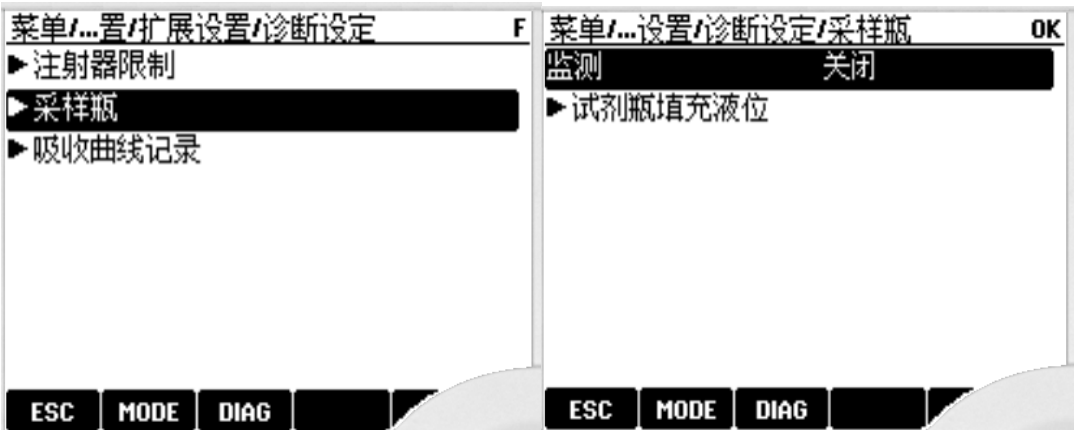 菜单/...置/扩展设置/诊断设定 F
▶注射器限制
▶采样瓶
▶吸收曲线记录
ESC MODE DIAG
菜单/...设置/诊断设定/采样瓶 OK
监测 关闭
▶试剂瓶填充液位
ESC MODE DIAG